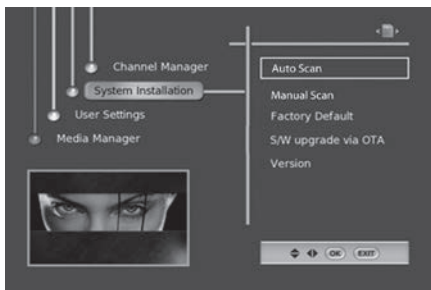 Channel Manager
System Installation
User Settings
Media Manager
Auto Scan
Manual Scan
Factory Default
S/W upgrade via OTA
Version
OK EXIT